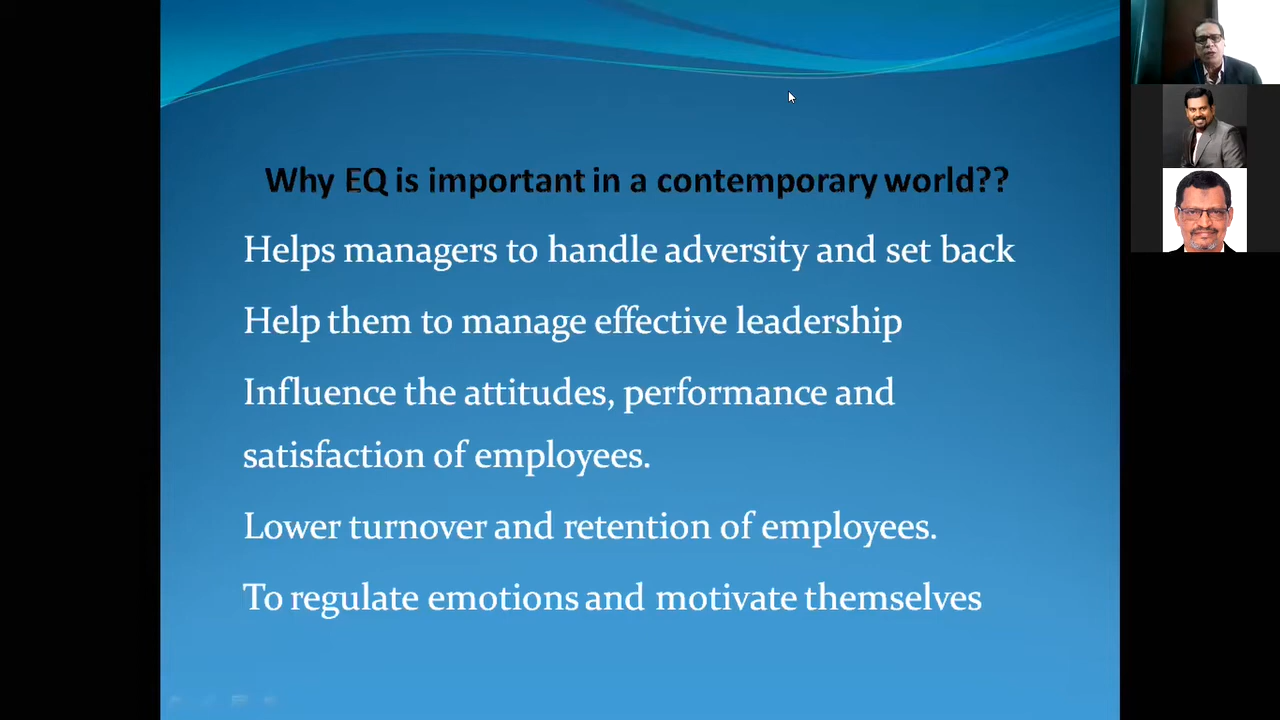 Why EQ is important in a contemporary world??
Helps managers to handle adversity and set back
Help them to manage effective leadership
Influence the attitudes, performance and
satisfaction of employees.
Lower turnover and retention of employees.
To regulate emotions and motivate themselves